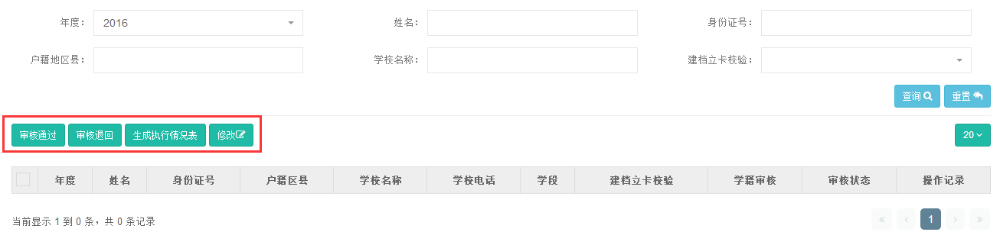 年度： 2016 姓名： 身份证号：
户籍地区县： 学校名称： 建档立卡校验：
查询 重置
审核通过 审核退回 生成执行情况表 修改 20
年度 姓名 身份证号 户籍区县 学校名称 学校电话 学段 建档立卡校验 学籍审核 审核状态 操作记录
当前显示 1 到 0 条，共 0 条记录 « ‹ 1 › »